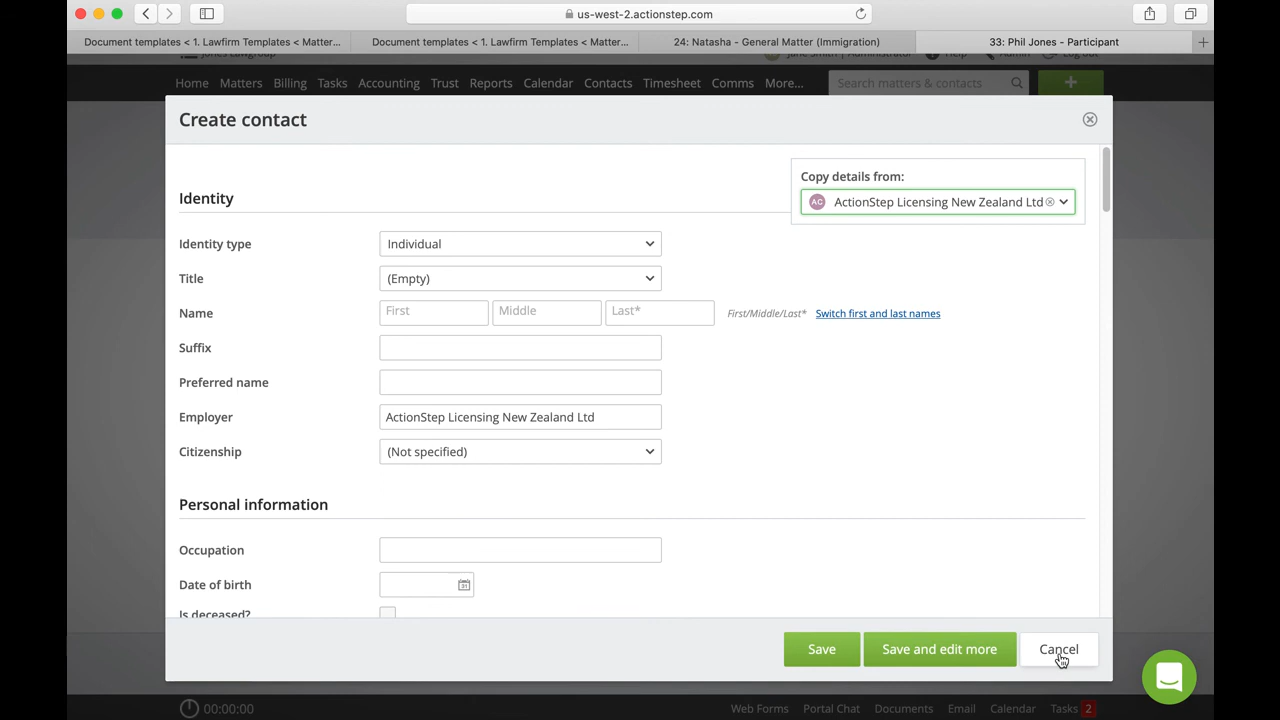 us-west-2.actionstep.com
Document templates < 1. Lawfirm Templates < Matter...
Document templates < 1. Lawfirm Templates < Matter...
24: Natasha - General Matter (Immigration)
33: Phil Jones - Participant
Home Matters Billing Tasks Accounting Trust Reports Calendar Contacts Timesheet Comms More...
Search matters & contacts
Create contact
Copy details from:
AC ActionStep Licensing New Zealand Ltd
Identity
Identity type Individual
Title (Empty)
Name First Middle Last* First/Middle/Last* Switch first and last names
Suffix
Preferred name
Employer ActionStep Licensing New Zealand Ltd
Citizenship (Not specified)
Personal information
Occupation
Date of birth
Is deceased?
Save Save and edit more Cancel
00:00:00
Web Forms Portal Chat Documents Email Calendar Tasks 2